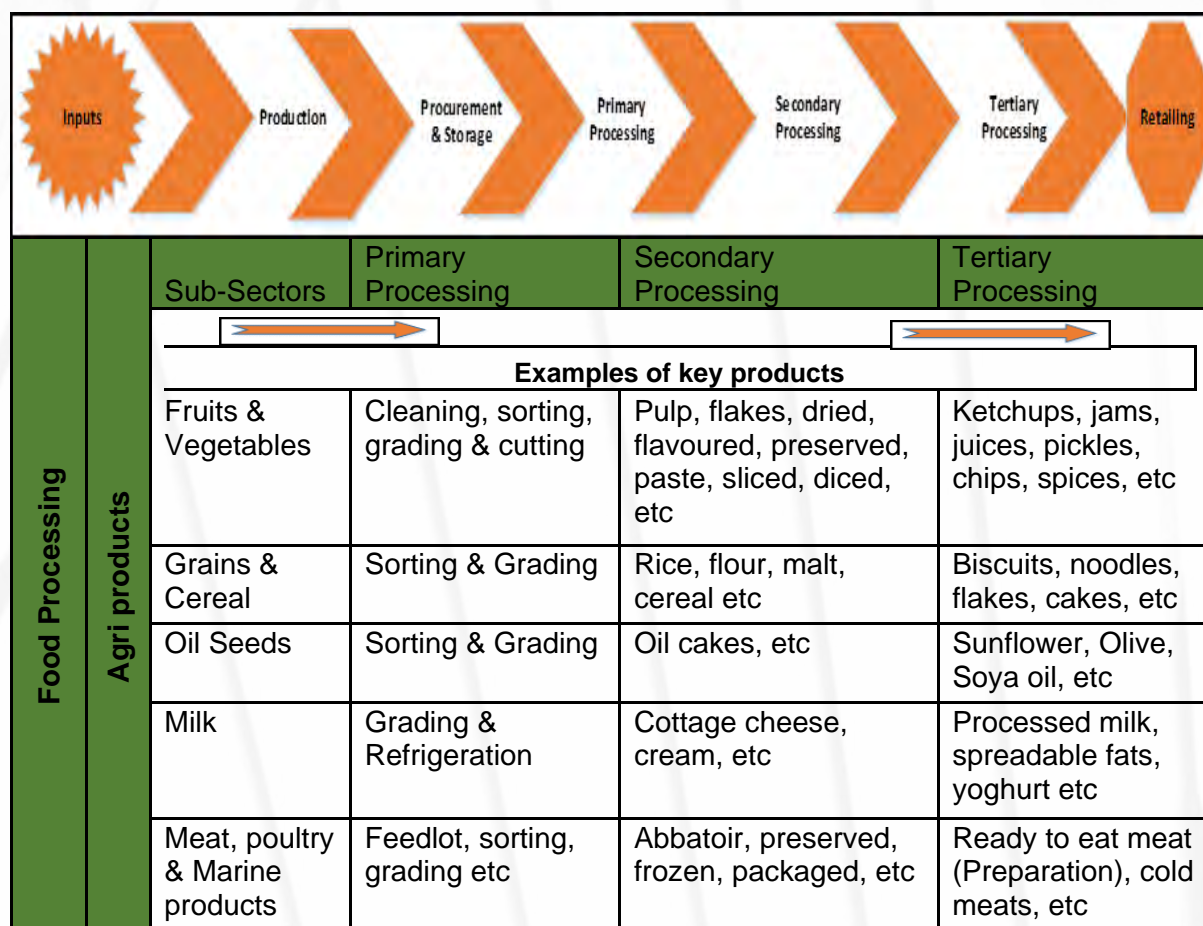 Inputs
Production
Procurement
& Storage
Primary
Processing
Secondary
Processing
Tertiary
Processing
Retailing
Food Processing
Agri products
Sub-Sectors
Primary
Processing
Secondary
Processing
Tertiary
Processing
Examples of key products
Fruits &
Vegetables
Cleaning, sorting,
grading & cutting
Pulp, flakes, dried,
flavoured, preserved,
paste, sliced, diced,
etc
Ketchups, jams,
juices, pickles,
chips, spices, etc
Grains &
Cereal
Sorting & Grading
Rice, flour, malt,
cereal etc
Biscuits, noodles,
flakes, cakes, etc
Oil Seeds
Sorting & Grading
Oil cakes, etc
Sunflower, Olive,
Soya oil, etc
Milk
Grading &
Refrigeration
Cottage cheese,
cream, etc
Processed milk,
spreadable fats,
yoghurt etc
Meat, poultry
& Marine
products
Feedlot, sorting,
grading etc
Abbatoir, preserved,
frozen, packaged, etc
Ready to eat meat
(Preparation), cold
meats, etc